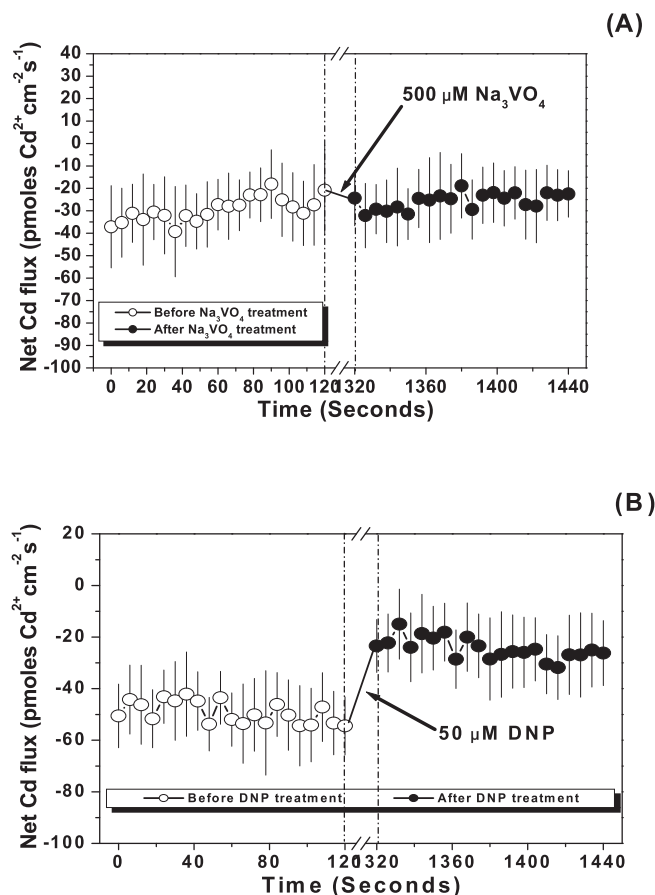 (A)
Net Cd flux (pmoles Cd²⁺ cm⁻² s⁻¹)
40
30
20
10
0
-10
-20
-30
-40
-50
-60
-70
-80
-90
-100
500 µM Na₃VO₄
Before Na₃VO₄ treatment
After Na₃VO₄ treatment
0 20 40 60 80 100 120 1320 1360 1400 1440
Time (Seconds)
(B)
Net Cd flux (pmoles Cd²⁺ cm⁻² s⁻¹)
20
0
-20
-40
-60
-80
-100
50 µM DNP
Before DNP treatment After DNP treatment
0 40 80 120 1320 1360 1400 1440
Time (Seconds)